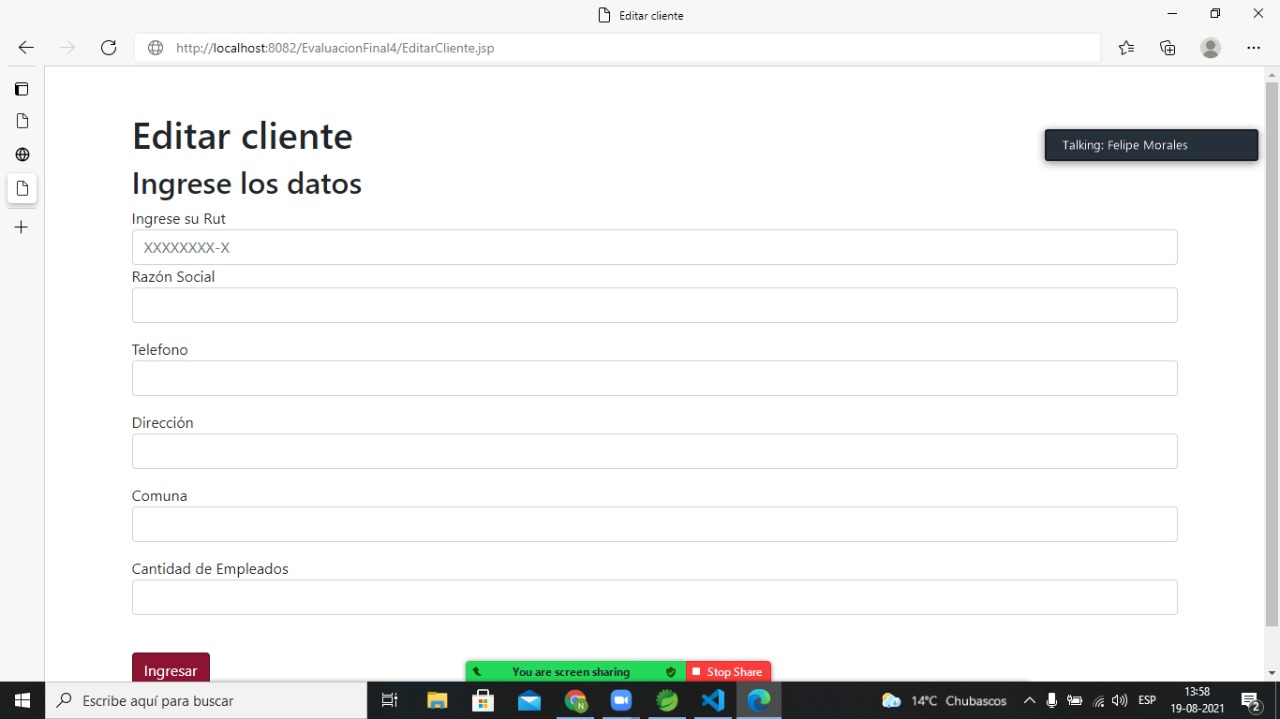 Editar cliente
http://localhost:8082/EvaluacionFinal4/EditarCliente.jsp
Editar cliente
Talking: Felipe Morales
Ingrese los datos
Ingrese su Rut
XXXXXXXX-X
Razón Social
Telefono
Dirección
Comuna
Cantidad de Empleados
Ingresar
You are screen sharing
Stop Share
Escribe aquí para buscar
N
14°C Chubascos
ESP
13:58
19-08-2021
2